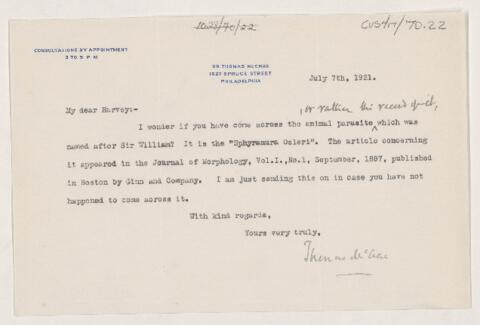 10.23/70/22
CUS417/70.22
CONSULTATIONS BY APPOINTMENT
2 TO 5 P M
DR THOMAS MCCRAE
1627 SPRUCE STREET
PHILADELPHIA
July 7th, 1921.
My dear Harvey:-
, or rather the record of it,
I wonder if you have come across the animal parasite ^ which was
named after Sir William? It is the "Sphyranura Osleri". The article concerning
it appeared in the Journal of Morphology, Vol.I.,No.1, September, 1887, published
in Boston by Ginn and Company. I am just sending this on in case you have not
happened to come across it.
With kind regards,
Yours very truly,
Thomas McCrae